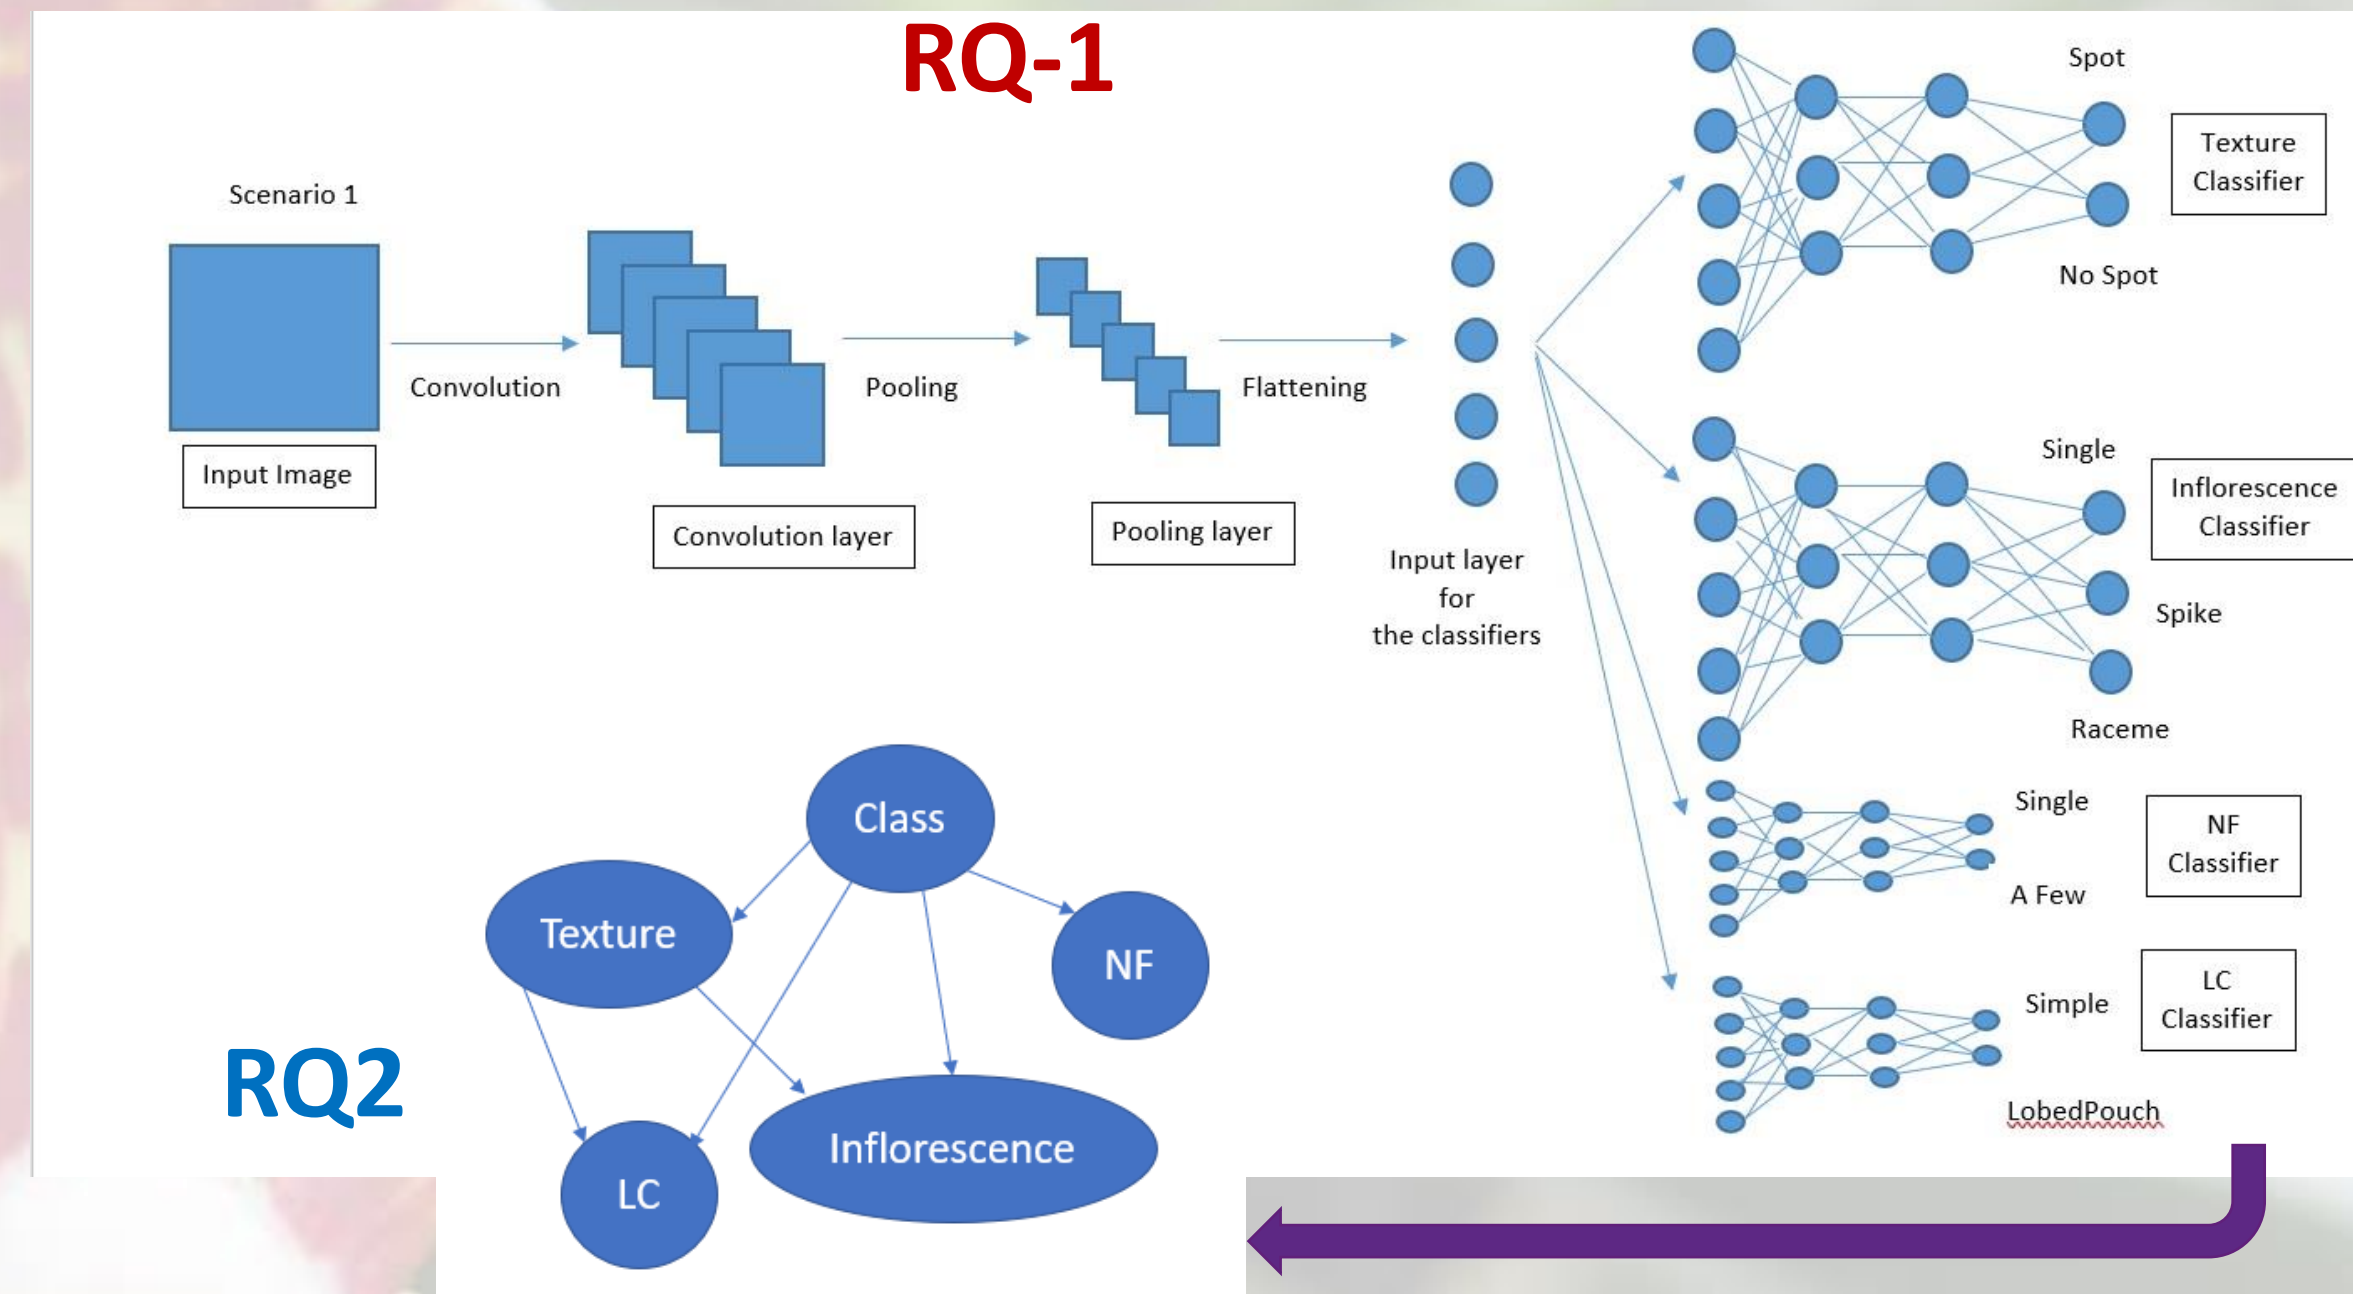 RQ-1
Scenario 1
Input Image
Convolution
Convolution layer
Pooling
Pooling layer
Flattening
Input layer
for
the classifiers
Spot
No Spot
Texture
Classifier
Single
Spike
Raceme
Inflorescence
Classifier
Single
A Few
NF
Classifier
Simple
LobedPouch
LC
Classifier
RQ2
Class
Texture
NF
LC
Inflorescence